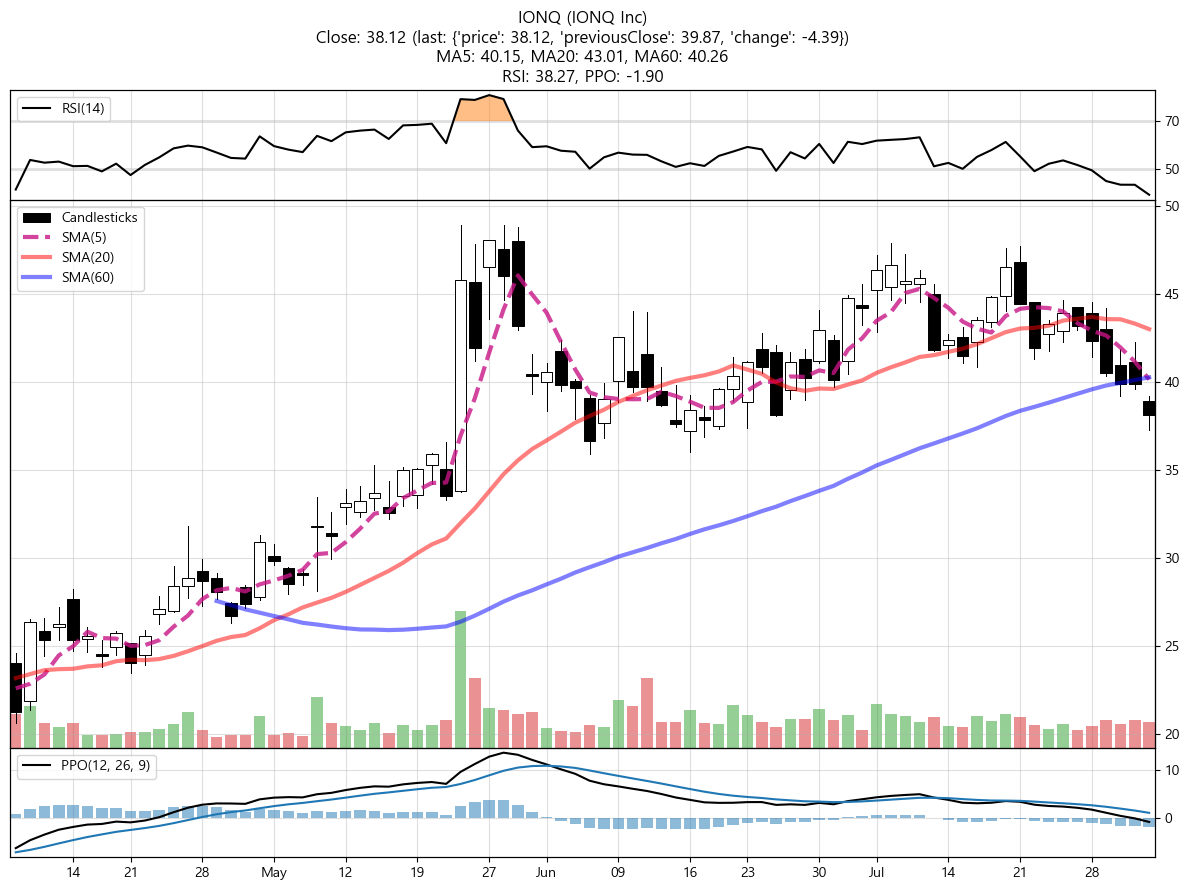 IONQ (IONQ Inc)
Close: 38.12 (last: {'price': 38.12, 'previousClose': 39.87, 'change': -4.39})
MA5: 40.15, MA20: 43.01, MA60: 40.26
RSI: 38.27, PPO: -1.90
RSI(14)
70
50
Candlesticks
SMA(5)
SMA(20)
SMA(60)
50
45
40
35
30
25
20
PPO(12, 26, 9)
10
0
14 21 28 May 12 19 27 Jun 09 16 23 30 Jul 14 21 28